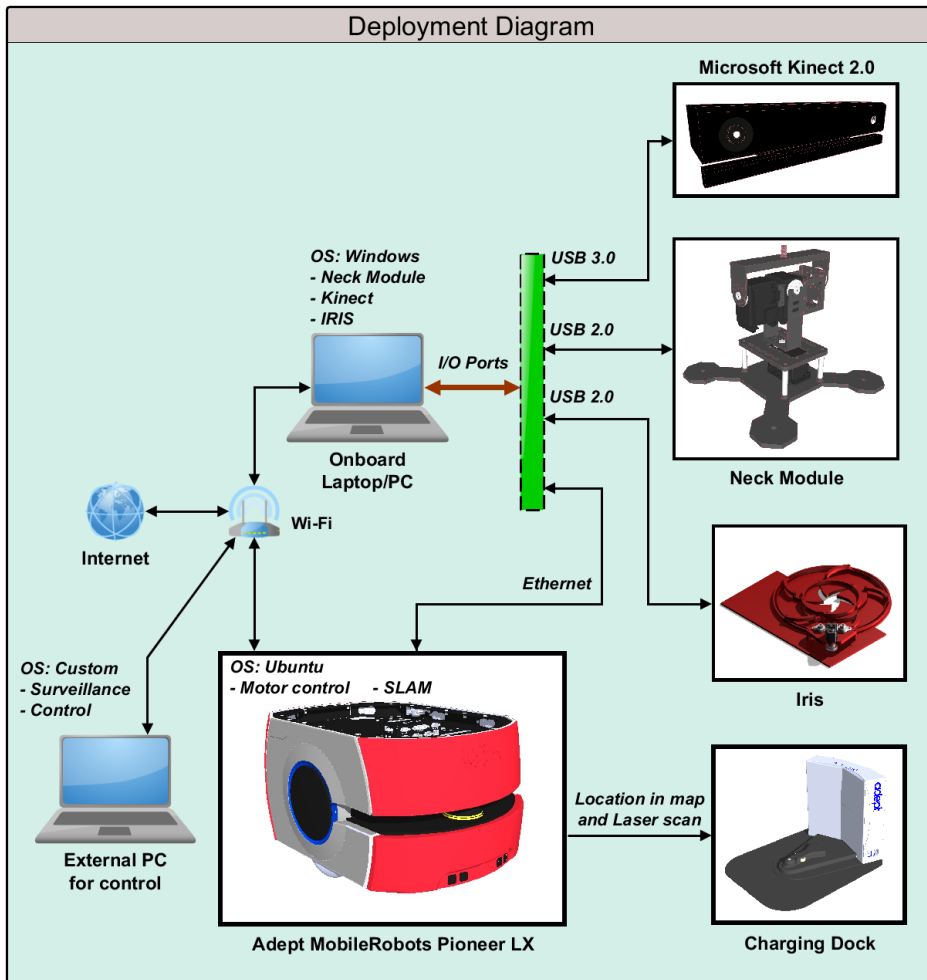 Deployment Diagram
Microsoft Kinect 2.0
OS: Windows
- Neck Module
- Kinect
- IRIS
USB 3.0
USB 2.0
I/O Ports
USB 2.0
Onboard
Laptop/PC
Neck Module
Wi-Fi
Internet
Ethernet
OS: Custom
- Surveillance
- Control
OS: Ubuntu
- Motor control - SLAM
Iris
Location in map
and Laser scan
adept
External PC
for control
Adept MobileRobots Pioneer LX
Charging Dock